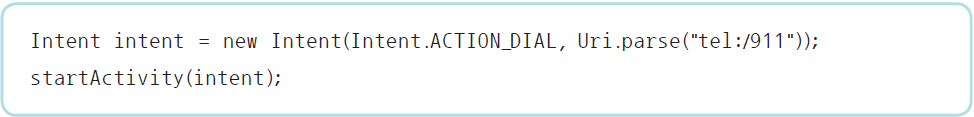 Intent intent = new Intent(Intent.ACTION_DIAL, Uri.parse("tel:/911"));
startActivity(intent);